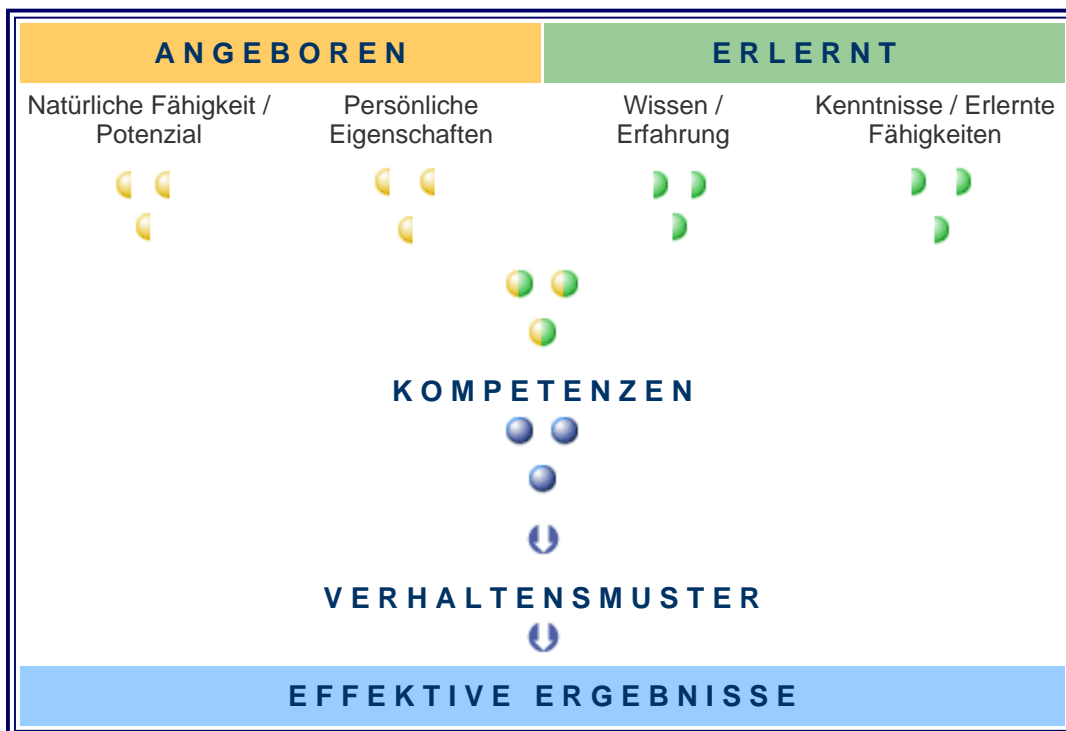 ANGEBOREN
ERLERNT
Natürliche Fähigkeit /
Potenzial
Persönliche
Eigenschaften
Wissen /
Erfahrung
Kenntnisse / Erlernte
Fähigkeiten
KOMPETENZEN
VERHALTENSMUSTER
EFFEKTIVE ERGEBNISSE